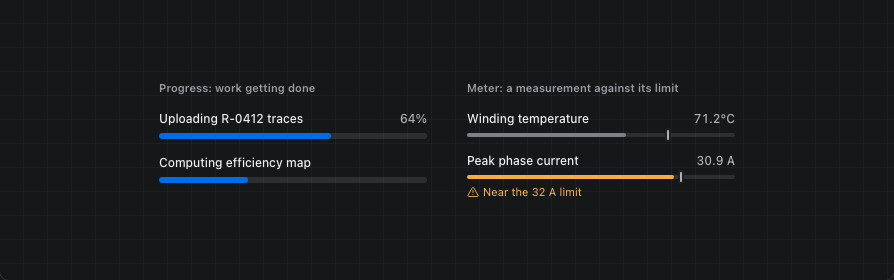 Progress: work getting done
Uploading R-0412 traces 64%
Computing efficiency map
Meter: a measurement against its limit
Winding temperature 71.2°C
Peak phase current 30.9 A
Near the 32 A limit